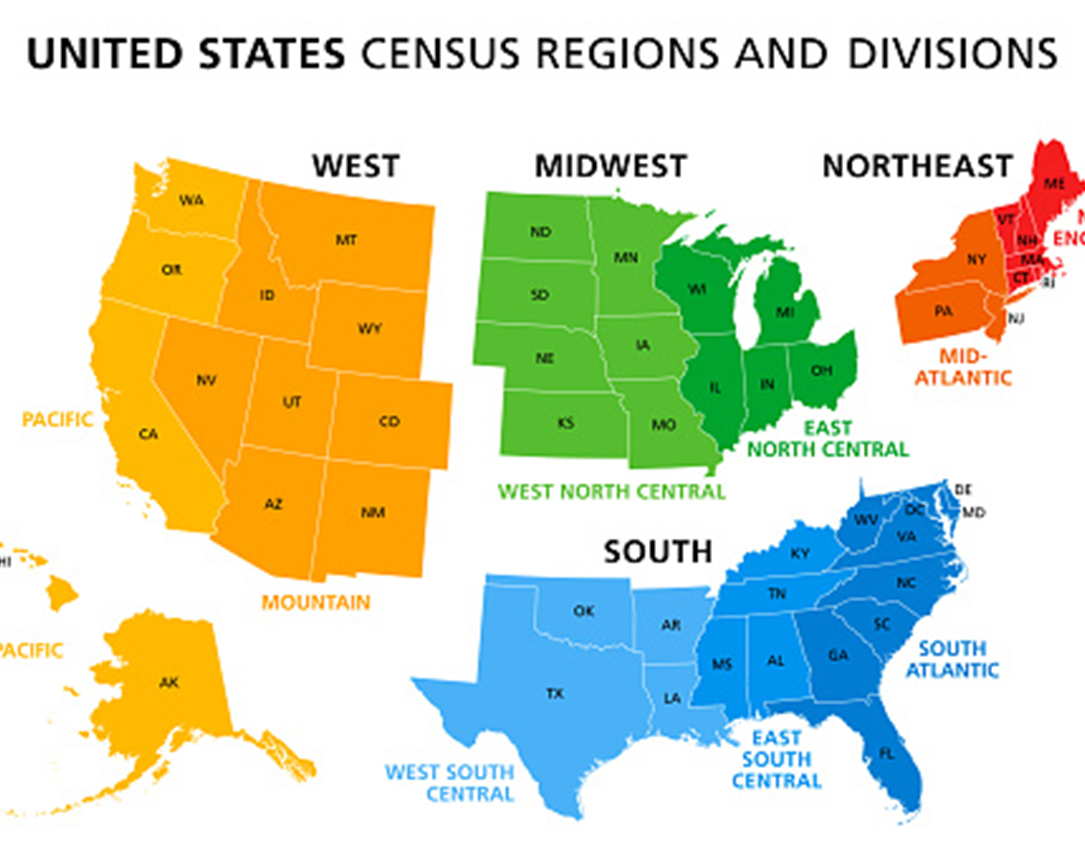 UNITED STATES CENSUS REGIONS AND DIVISIONS
WEST
WA
MT
OR
ID
WY
NV
UT
CO
CA
AZ
NM
PACIFIC
MOUNTAIN
HI
PACIFIC
AK
MIDWEST
ND
MN
SD
WI
MI
NE
IA
IL
IN
OH
KS
MO
EAST
NORTH CENTRAL
WEST NORTH CENTRAL
NORTHEAST
ME
VT
NH
N
ENG
NY
MA
CT
RI
PA
NJ
MID-
ATLANTIC
SOUTH
DE
DC
MD
WV
VA
KY
NC
TN
OK
AR
SC
MS
AL
GA
TX
LA
FL
SOUTH
ATLANTIC
EAST
SOUTH
CENTRAL
WEST SOUTH
CENTRAL